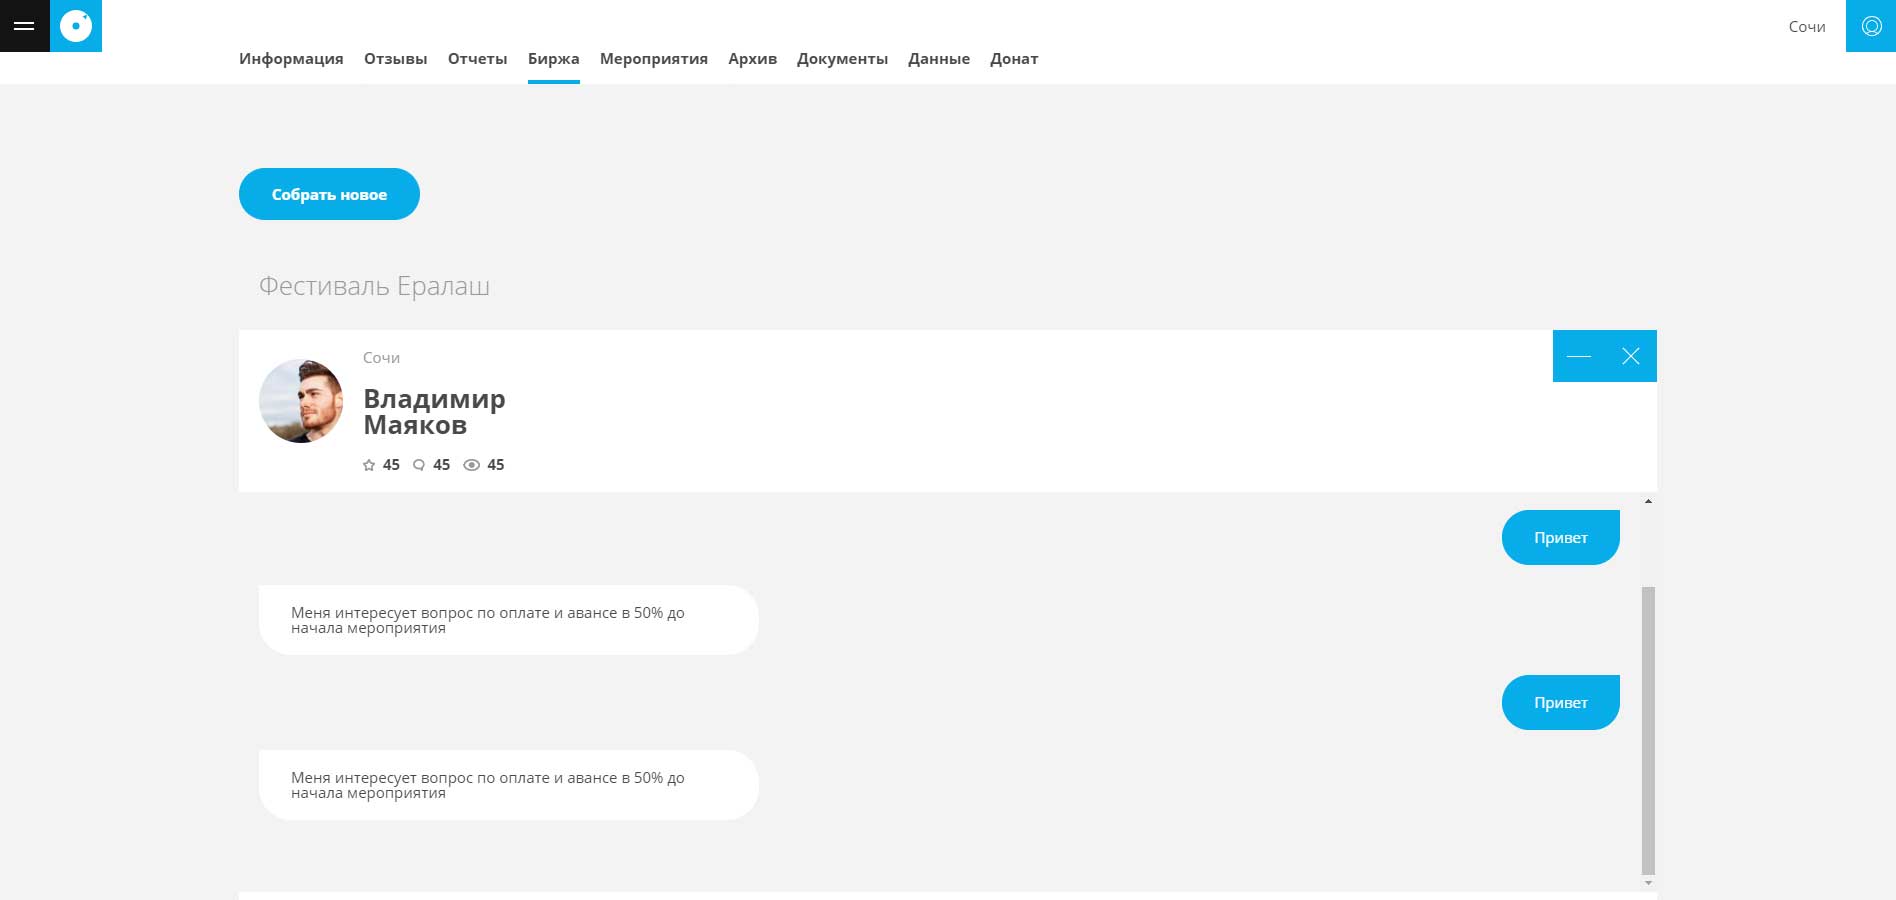 Сочи
Информация Отзывы Отчеты Биржа Мероприятия Архив Документы Данные Донат
Собрать новое
Фестиваль Ералаш
Сочи
Владимир
Маяков
45 45 45
Привет
Меня интересует вопрос по оплате и авансе в 50% до
начала мероприятия
Привет
Меня интересует вопрос по оплате и авансе в 50% до
начала мероприятия